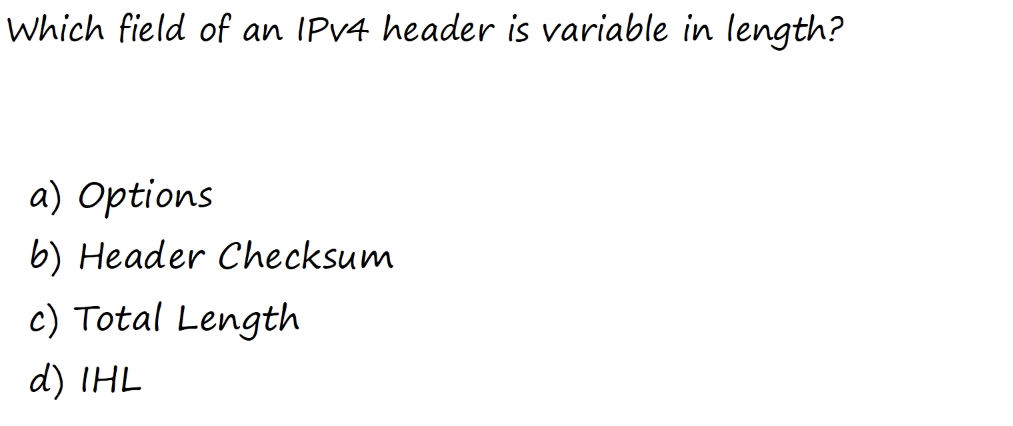 Which field of an IPv4 header is variable in length?
a) Options
b) Header Checksum
c) Total Length
d) IHL